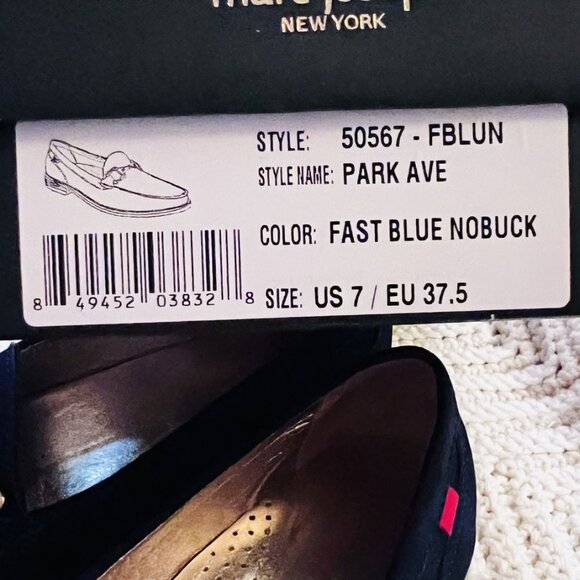 NEW YORK
STYLE: 50567 - FBLUN
STYLE NAME: PARK AVE
COLOR: FAST BLUE NOBUCK
SIZE: US 7 / EU 37.5
8 49452 03832 8